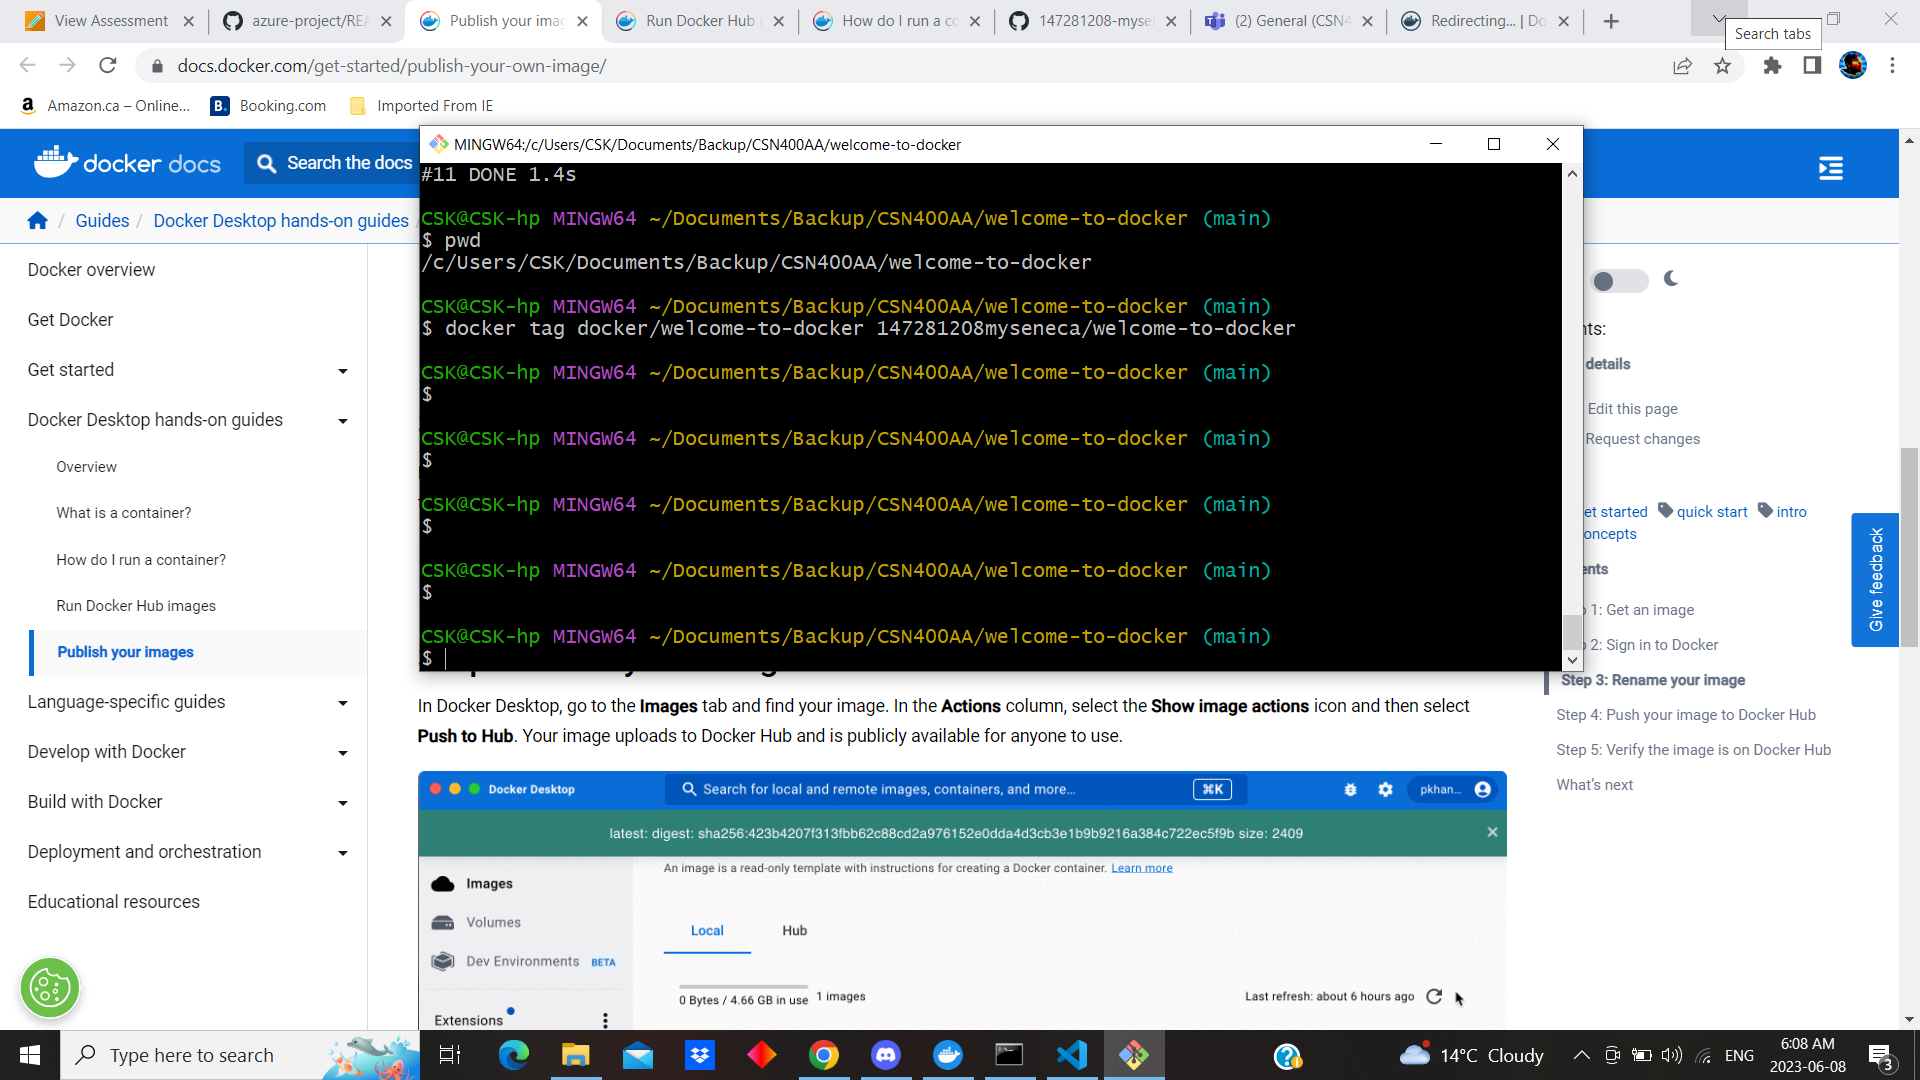 View Assessment
azure-project/REA
Publish your imag
Run Docker Hub i
How do I run a co
147281208-myse
(2) General (CSN4
Redirecting... | Do
Search tabs
docs.docker.com/get-started/publish-your-own-image/
Amazon.ca – Online...
Booking.com
Imported From IE
docker docs
Search the docs
/ Guides / Docker Desktop hands-on guides
Docker overview
Get Docker
Get started
Docker Desktop hands-on guides
Overview
What is a container?
How do I run a container?
Run Docker Hub images
Publish your images
Language-specific guides
Develop with Docker
Build with Docker
Deployment and orchestration
Educational resources
MINGW64:/c/Users/CSK/Documents/Backup/CSN400AA/welcome-to-docker
#11 DONE 1.4s
CSK@CSK-hp MINGW64 ~/Documents/Backup/CSN400AA/welcome-to-docker (main)
$ pwd
/c/Users/CSK/Documents/Backup/CSN400AA/welcome-to-docker
CSK@CSK-hp MINGW64 ~/Documents/Backup/CSN400AA/welcome-to-docker (main)
$ docker tag docker/welcome-to-docker 147281208myseneca/welcome-to-docker
CSK@CSK-hp MINGW64 ~/Documents/Backup/CSN400AA/welcome-to-docker (main)
$
CSK@CSK-hp MINGW64 ~/Documents/Backup/CSN400AA/welcome-to-docker (main)
$
CSK@CSK-hp MINGW64 ~/Documents/Backup/CSN400AA/welcome-to-docker (main)
$
CSK@CSK-hp MINGW64 ~/Documents/Backup/CSN400AA/welcome-to-docker (main)
$
CSK@CSK-hp MINGW64 ~/Documents/Backup/CSN400AA/welcome-to-docker (main)
$
In Docker Desktop, go to the Images tab and find your image. In the Actions column, select the Show image actions icon and then select
Push to Hub. Your image uploads to Docker Hub and is publicly available for anyone to use.
Docker Desktop
Search for local and remote images, containers, and more...
⌘K
pkhan...
latest: digest: sha256:423b4207f313fbb62c88cd2a976152e0dda4d3cb3e1b9b9216a384c722ec5f9b size: 2409
An image is a read-only template with instructions for creating a Docker container. Learn more
Images
Volumes
Dev Environments BETA
Extensions
Local
Hub
0 Bytes / 4.66 GB in use
1 images
Last refresh: about 6 hours ago
nts:
details
Edit this page
Request changes
et started
quick start
intro
oncepts
ents
1: Get an image
2: Sign in to Docker
Step 3: Rename your image
Step 4: Push your image to Docker Hub
Step 5: Verify the image is on Docker Hub
What's next
Give feedback
Type here to search
14°C Cloudy
ENG
6:08 AM
2023-06-08
3